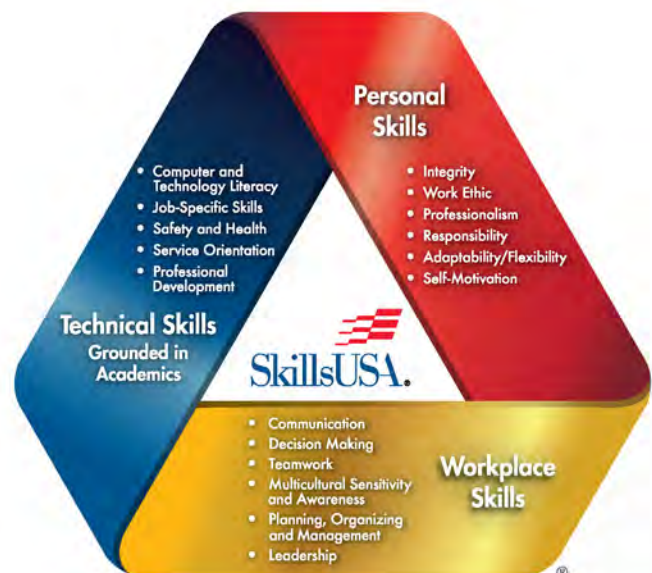 Personal
Skills
• Integrity
• Work Ethic
• Professionalism
• Responsibility
• Adaptability/Flexibility
• Self-Motivation
• Computer and
Technology Literacy
• Job-Specific Skills
• Safety and Health
• Service Orientation
• Professional
Development
Technical Skills
Grounded in
Academics
SkillsUSA®
• Communication
• Decision Making
• Teamwork
• Multicultural Sensitivity
and Awareness
• Planning, Organizing
and Management
• Leadership
Workplace
Skills
®